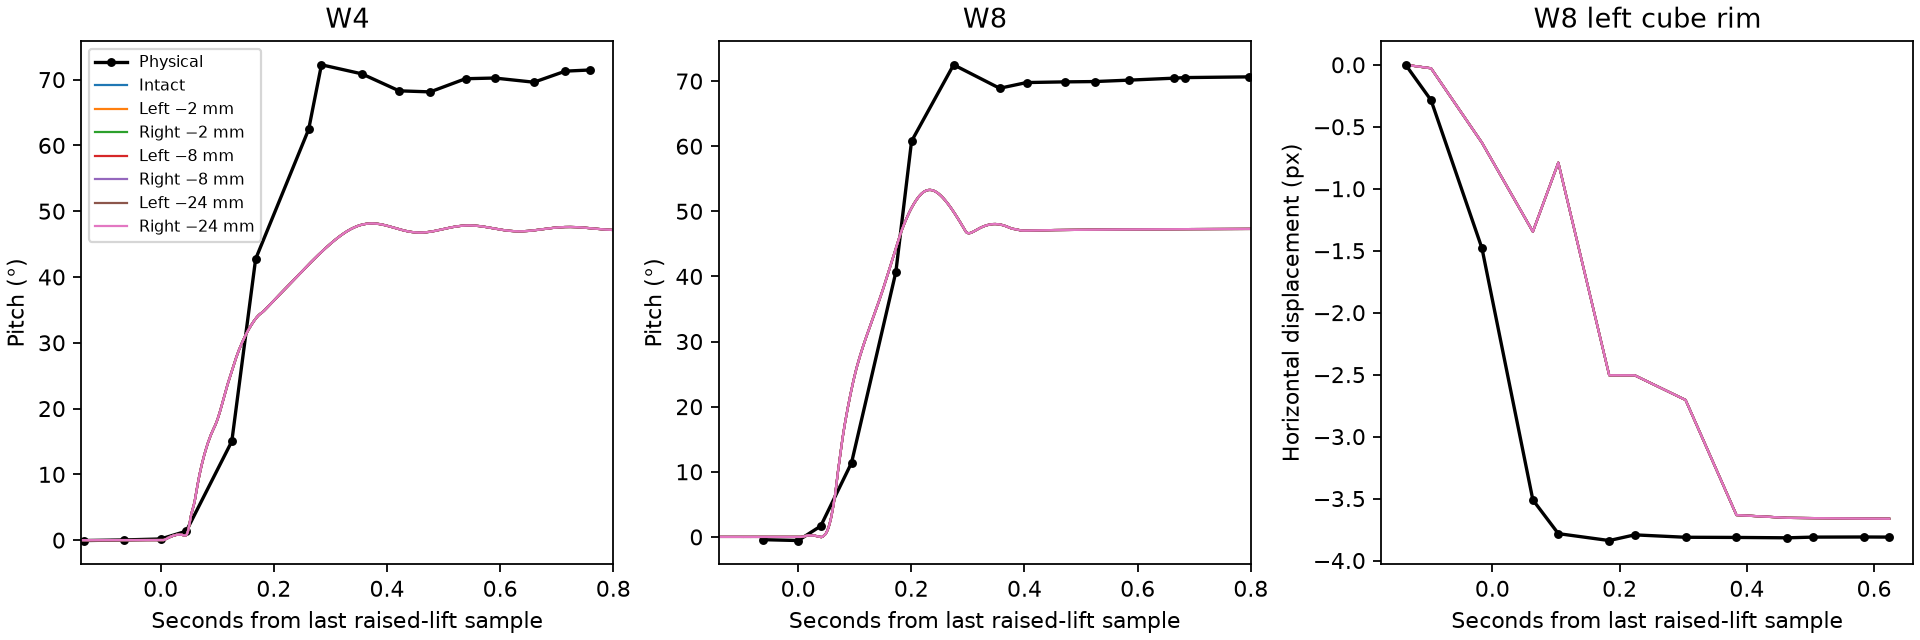 W4
Pitch (°)
70
60
50
40
30
20
10
0
Physical
Intact
Left −2 mm
Right −2 mm
Left −8 mm
Right −8 mm
Left −24 mm
Right −24 mm
0.0 0.2 0.4 0.6 0.8
Seconds from last raised-lift sample
W8
Pitch (°)
70
60
50
40
30
20
10
0
0.0 0.2 0.4 0.6 0.8
Seconds from last raised-lift sample
W8 left cube rim
Horizontal displacement (px)
0.0
−0.5
−1.0
−1.5
−2.0
−2.5
−3.0
−3.5
−4.0
0.0 0.2 0.4 0.6
Seconds from last raised-lift sample